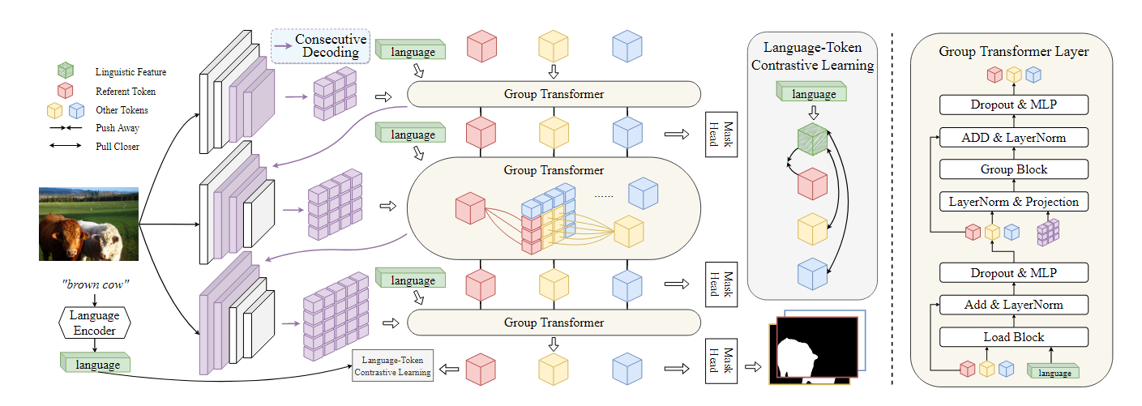 Linguistic Feature
Referent Token
Other Tokens
Push Away
Pull Closer
"brown cow"
Language
Encoder
language
Consecutive
Decoding
language
Group Transformer
language
Mask
Head
Group Transformer
......
language
Mask
Head
Group Transformer
Language-Token
Contrastive Learning
Mask
Head
Language-Token
Contrastive Learning
language
Group Transformer Layer
Dropout & MLP
ADD & LayerNorm
Group Block
LayerNorm & Projection
Dropout & MLP
Add & LayerNorm
Load Block
language